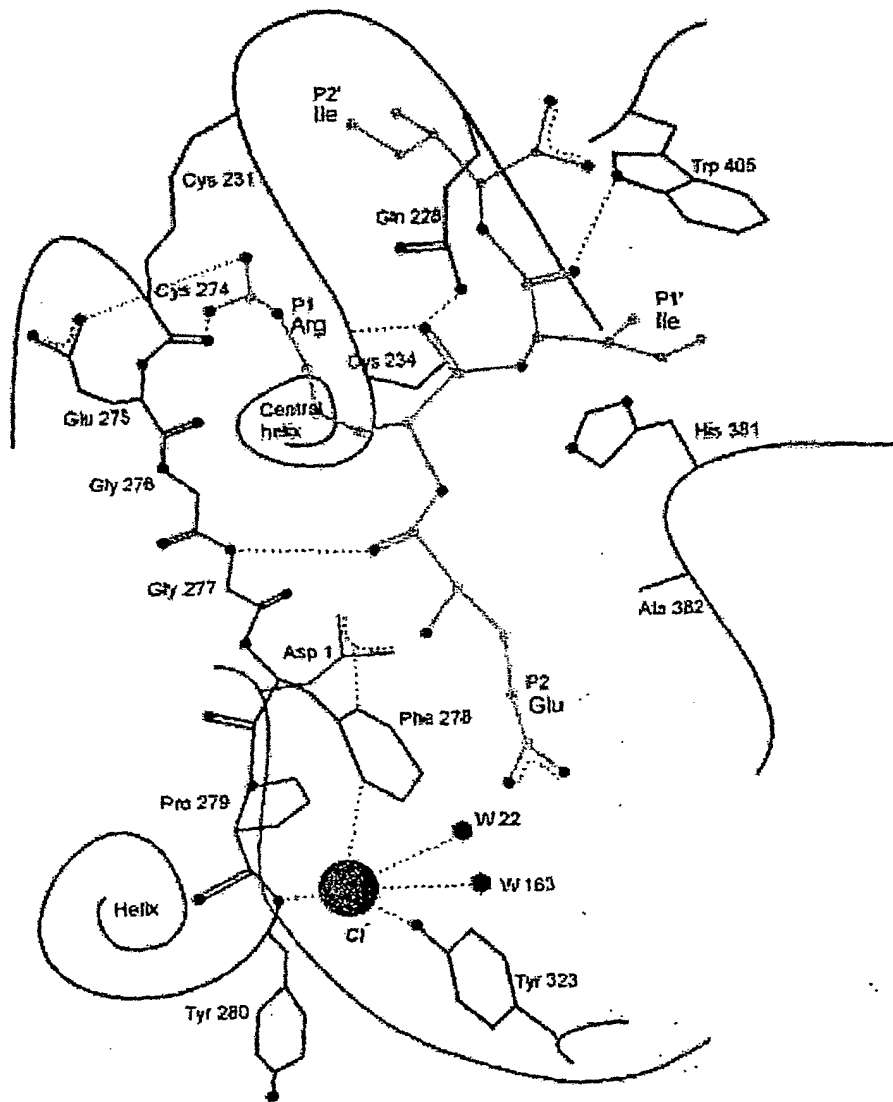 P2'
Ile
Cys 231
Trp 405
Gln 228
Cys 274
P1
Arg
P1'
Ile
Cys 234
Glu 275
Central
helix
His 381
Gly 276
Gly 277
Ala 382
Asp 1
P2
Glu
Phe 278
Pro 279
W 22
W 163
Helix
Cl-
Tyr 323
Tyr 280